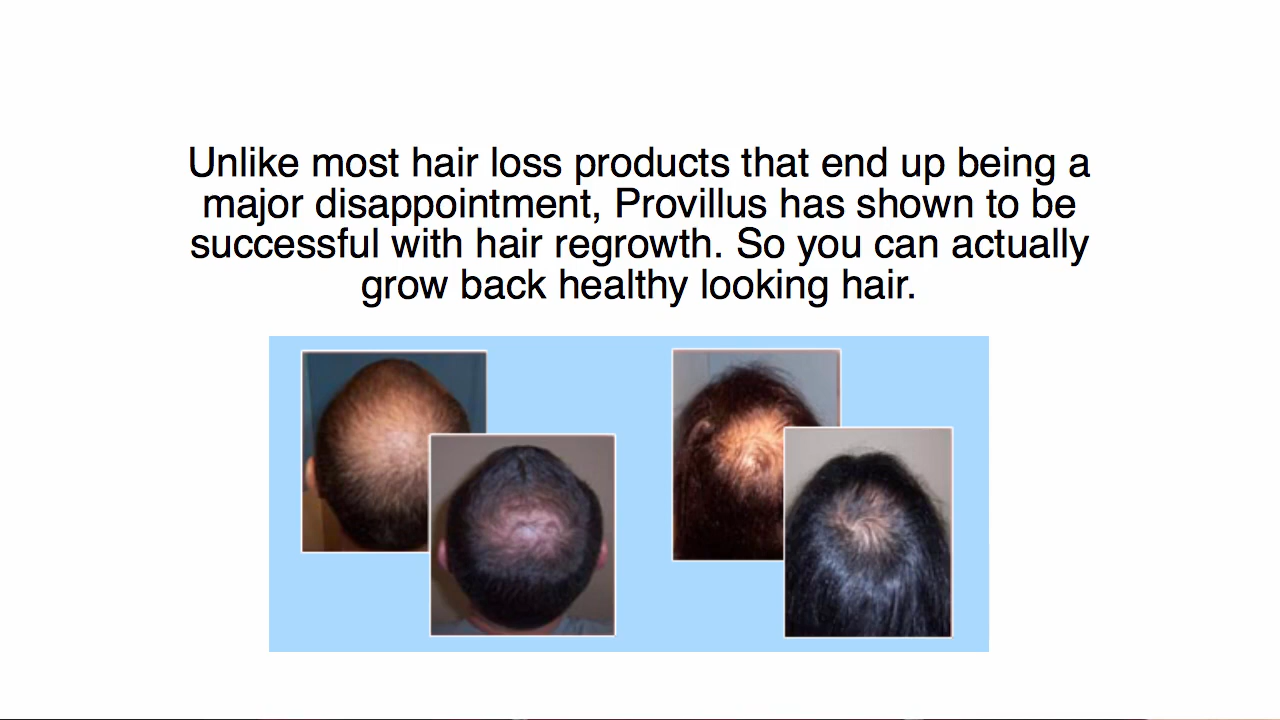 Unlike most hair loss products that end up being a
major disappointment, Provillus has shown to be
successful with hair regrowth. So you can actually
grow back healthy looking hair.